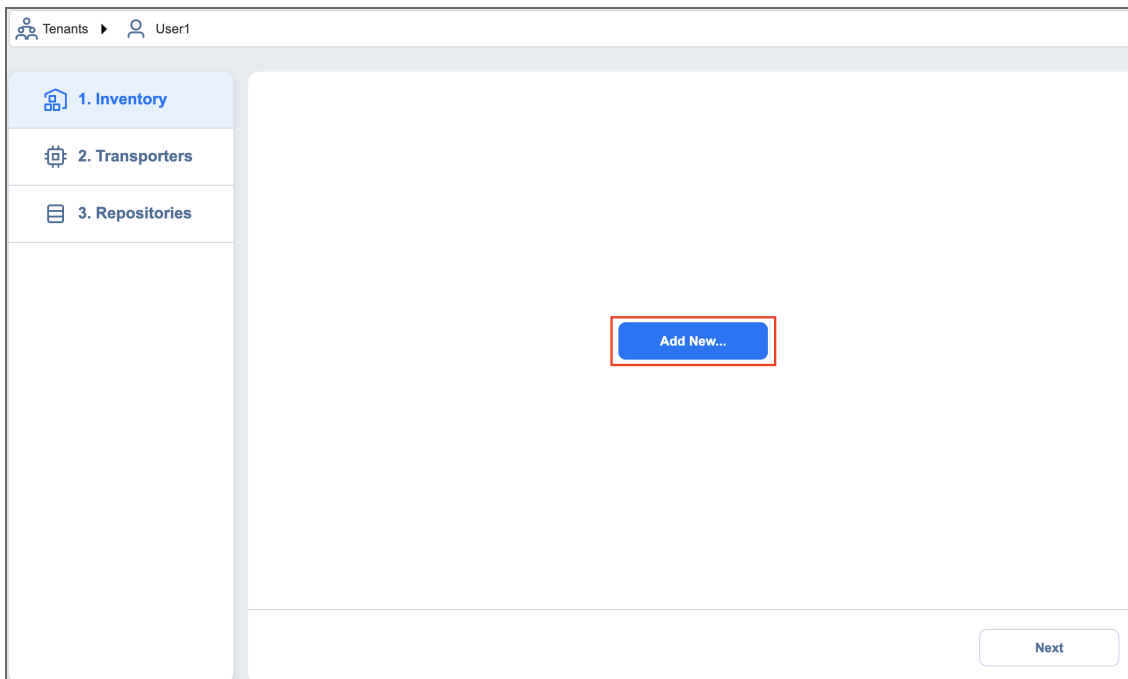 Tenants
User1
1. Inventory
2. Transporters
3. Repositories
Add New...
Next